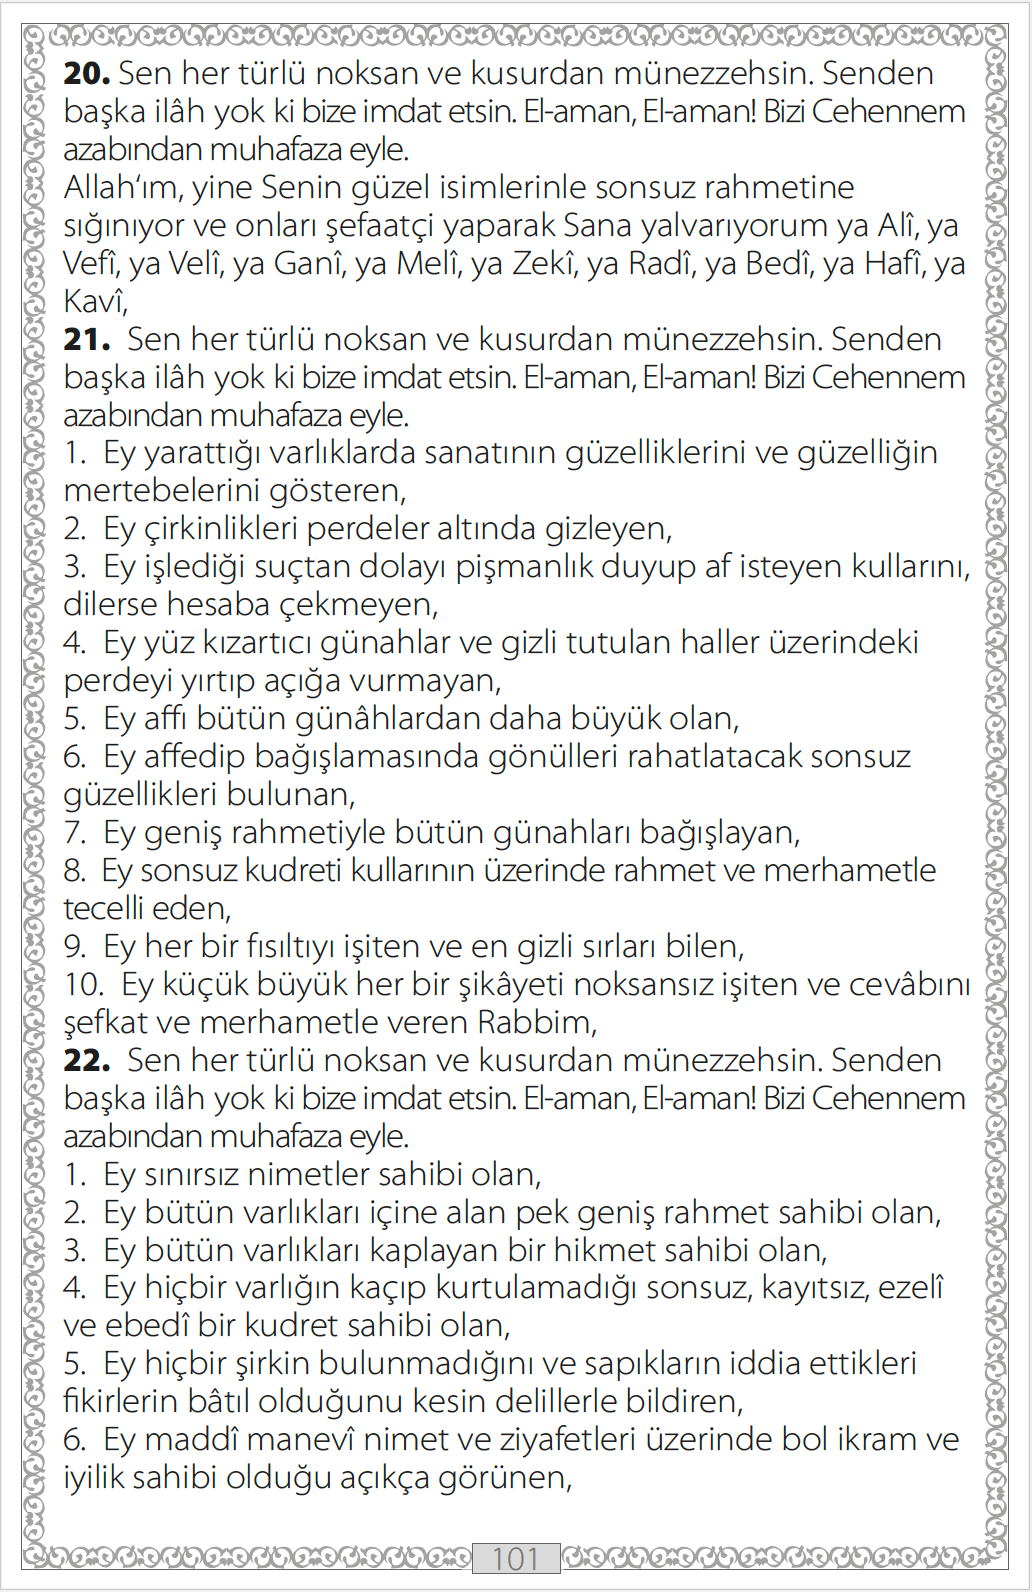 20. Sen her türlü noksan ve kusurdan münezzehsin. Senden
başka ilâh yok ki bize imdat etsin. El-aman, El-aman! Bizi Cehennem
azabından muhafaza eyle.
Allah‘ım, yine Senin güzel isimlerinle sonsuz rahmetine
sığınıyor ve onları şefaatçi yaparak Sana yalvarıyorum ya Alî, ya
Vefî, ya Velî, ya Ganî, ya Melî, ya Zekî, ya Radî, ya Bedî, ya Hafî, ya
Kavî,
21. Sen her türlü noksan ve kusurdan münezzehsin. Senden
başka ilâh yok ki bize imdat etsin. El-aman, El-aman! Bizi Cehennem
azabından muhafaza eyle.
1. Ey yarattığı varlıklarda sanatının güzelliklerini ve güzelliğin
mertebelerini gösteren,
2. Ey çirkinlikleri perdeler altında gizleyen,
3. Ey işlediği suçtan dolayı pişmanlık duyup af isteyen kullarını,
dilerse hesaba çekmeyen,
4. Ey yüz kızartıcı günahlar ve gizli tutulan haller üzerindeki
perdeyi yırtıp açığa vurmayan,
5. Ey affı bütün günâhlardan daha büyük olan,
6. Ey affedip bağışlamasında gönülleri rahatlatacak sonsuz
güzellikleri bulunan,
7. Ey geniş rahmetiyle bütün günahları bağışlayan,
8. Ey sonsuz kudreti kullarının üzerinde rahmet ve merhametle
tecelli eden,
9. Ey her bir fısıltıyı işiten ve en gizli sırları bilen,
10. Ey küçük büyük her bir şikâyeti noksansız işiten ve cevâbını
şefkat ve merhametle veren Rabbim,
22. Sen her türlü noksan ve kusurdan münezzehsin. Senden
başka ilâh yok ki bize imdat etsin. El-aman, El-aman! Bizi Cehennem
azabından muhafaza eyle.
1. Ey sınırsız nimetler sahibi olan,
2. Ey bütün varlıkları içine alan pek geniş rahmet sahibi olan,
3. Ey bütün varlıkları kaplayan bir hikmet sahibi olan,
4. Ey hiçbir varlığın kaçıp kurtulamadığı sonsuz, kayıtsız, ezelî
ve ebedî bir kudret sahibi olan,
5. Ey hiçbir şirkin bulunmadığını ve sapıkların iddia ettikleri
fikirlerin bâtıl olduğunu kesin delillerle bildiren,
6. Ey maddî manevî nimet ve ziyafetleri üzerinde bol ikram ve
iyilik sahibi olduğu açıkça görünen,
101